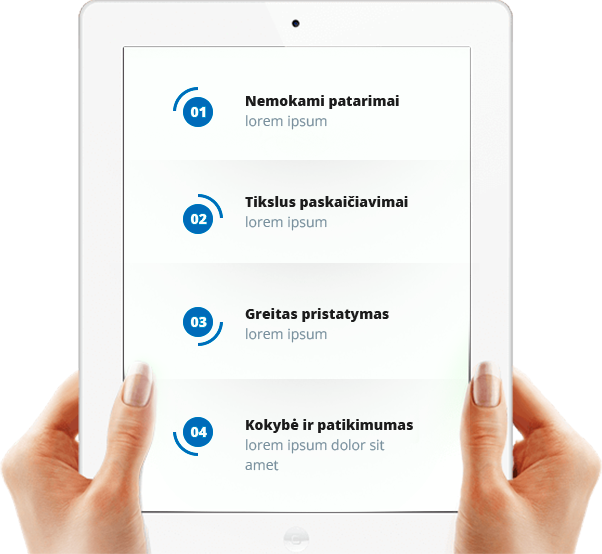 01
Nemokami patarimai
lorem ipsum
02
Tikslus paskaičiavimai
lorem ipsum
03
Greitas pristatymas
lorem ipsum
04
Kokybė ir patikimumas
lorem ipsum dolor sit
amet